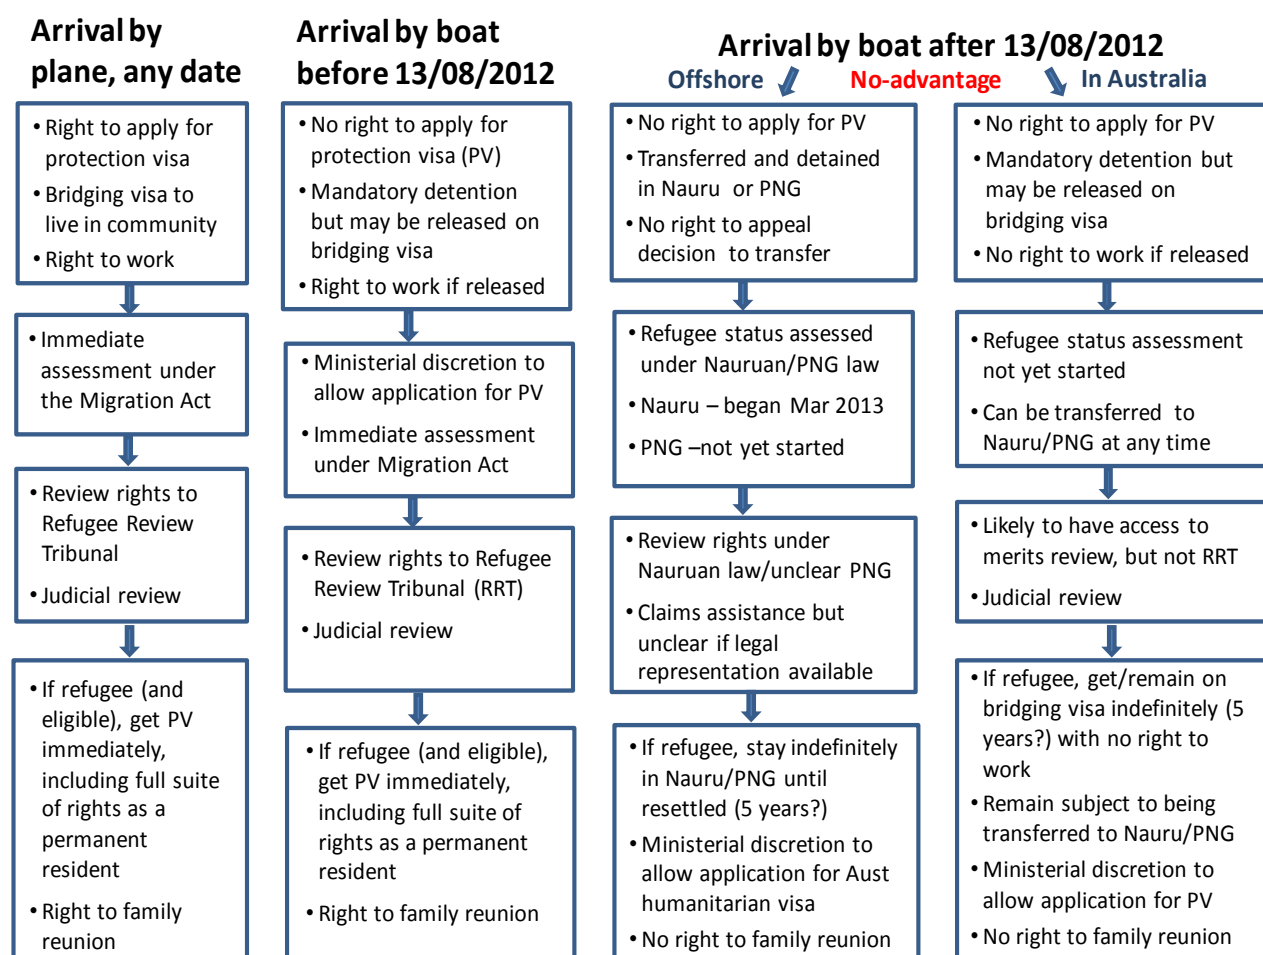 Arrival by
plane, any date
• Right to apply for
protection visa
• Bridging visa to
live in community
• Right to work
• Immediate
assessment under
the Migration Act
• Review rights to
Refugee Review
Tribunal
• Judicial review
• If refugee (and
eligible), get PV
immediately,
including full suite
of rights as a
permanent
resident
• Right to family
reunion
Arrival by boat
before 13/08/2012
• No right to apply for
protection visa (PV)
• Mandatory detention
but may be released on
bridging visa
• Right to work if released
• Ministerial discretion to
allow application for PV
• Immediate assessment
under Migration Act
• Review rights to Refugee
Review Tribunal (RRT)
• Judicial review
• If refugee (and eligible),
get PV immediately,
including full suite of
rights as a permanent
resident
• Right to family reunion
Arrival by boat after 13/08/2012
Offshore No-advantage In Australia
• No right to apply for PV
• Transferred and detained
in Nauru or PNG
• No right to appeal
decision to transfer
• Refugee status assessed
under Nauruan/PNG law
• Nauru – began Mar 2013
• PNG –not yet started
• Review rights under
Nauruan law/unclear PNG
• Claims assistance but
unclear if legal
representation available
• If refugee, stay indefinitely
in Nauru/PNG until
resettled (5 years?)
• Ministerial discretion to
allow application for Aust
humanitarian visa
• No right to family reunion
• No right to apply for PV
• Mandatory detention but
may be released on
bridging visa
• No right to work if released
• Refugee status assessment
not yet started
• Can be transferred to
Nauru/PNG at any time
• Likely to have access to
merits review, but not RRT
• Judicial review
• If refugee, get/remain on
bridging visa indefinitely (5
years?) with no right to
work
• Remain subject to being
transferred to Nauru/PNG
• Ministerial discretion to
allow application for PV
• No right to family reunion